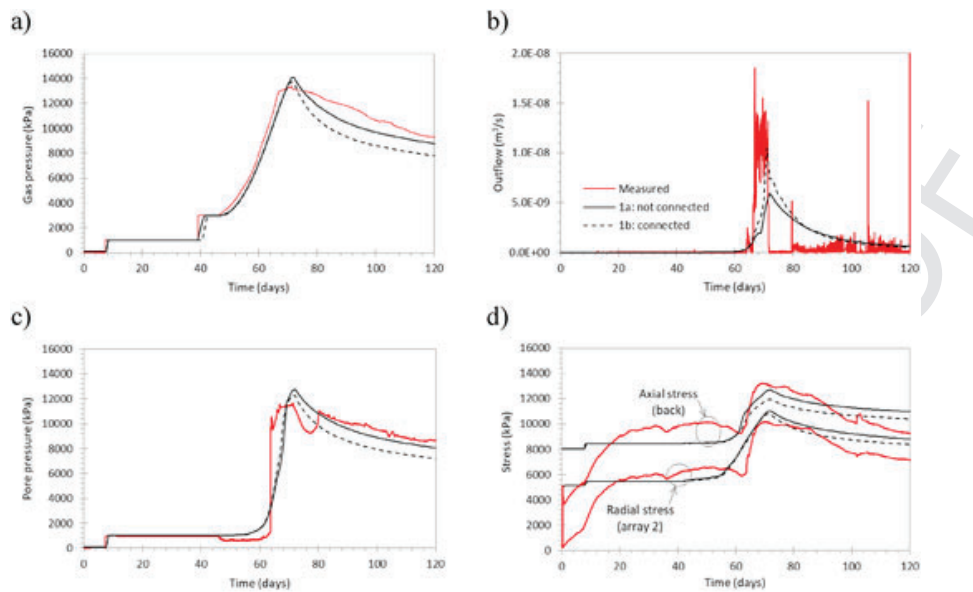 a)
16000
14000
12000
10000
8000
6000
4000
2000
0
Gas pressure (kPa)
0 20 40 60 80 100 120
Time (days)
b)
2.0E-08
1.5E-08
1.0E-08
5.0E-09
0.0E+00
Outflow (m³/s)
Measured
1a: not connected
1b: connected
0 20 40 60 80 100 120
Time (days)
c)
16000
14000
12000
10000
8000
6000
4000
2000
0
Pore pressure (kPa)
0 20 40 60 80 100 120
Time (days)
d)
16000
14000
12000
10000
8000
6000
4000
2000
0
Stress (kPa)
Axial stress
(back)
Radial stress
(array 2)
0 20 40 60 80 100 120
Time (days)